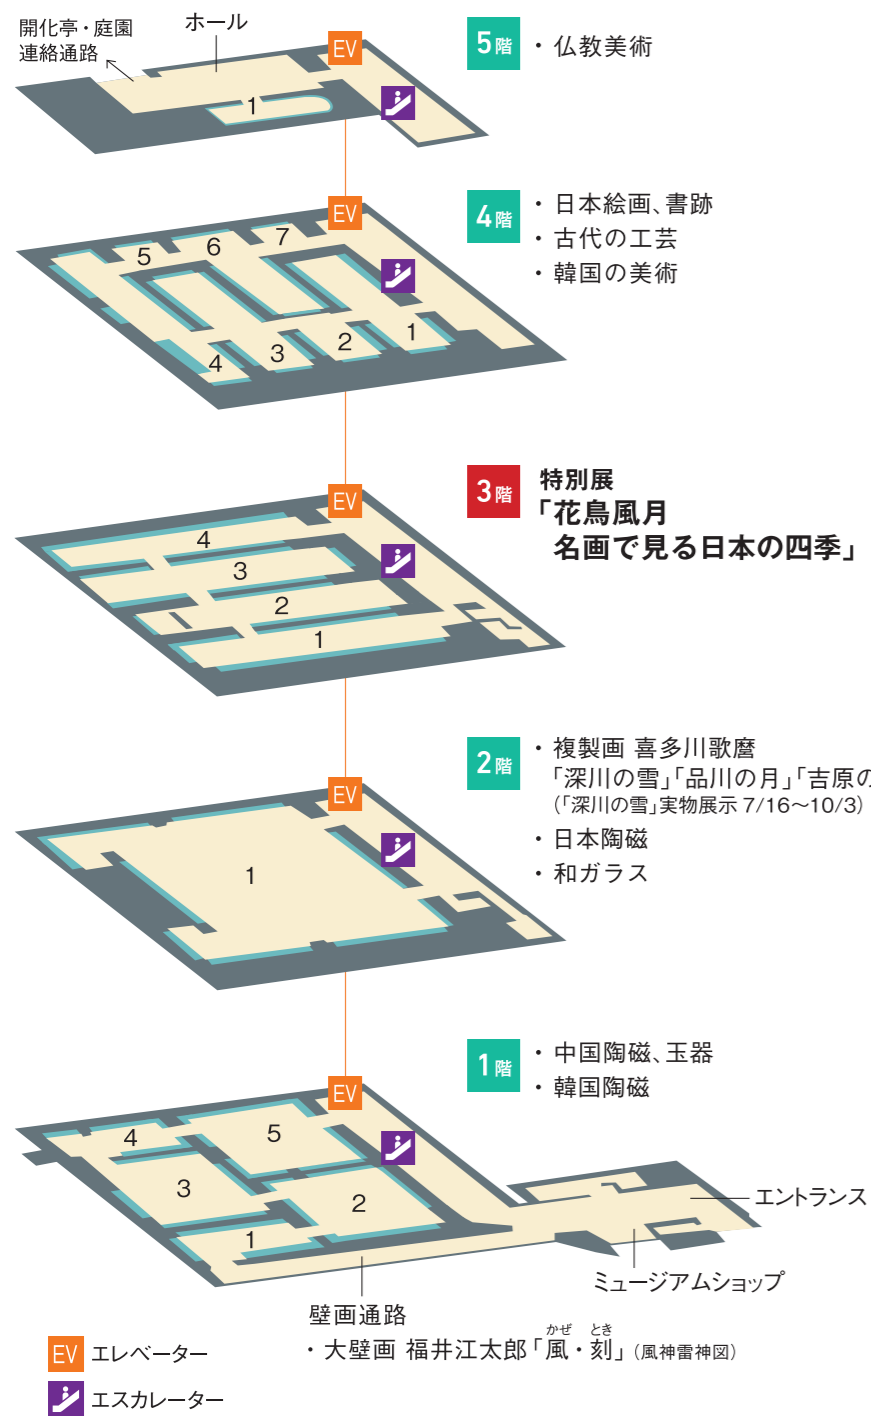 開化亭・庭園
連絡通路
ホール
EV
1
5階
・仏教美術
EV
5
6
7
4
3
2
1
4階
・日本絵画、書跡
・古代の工芸
・韓国の美術
EV
4
3
2
1
3階
特別展
「花鳥風月
名画で見る日本の四季」
EV
1
2階
・複製画 喜多川歌麿
「深川の雪」「品川の月」「吉原の
(「深川の雪」実物展示 7/16〜10/3)
・日本陶磁
・和ガラス
EV
4
5
3
2
1
1階
・中国陶磁、玉器
・韓国陶磁
エントランス
ミュージアムショップ
壁画通路
かぜ とき
・大壁画 福井江太郎「風・刻」(風神雷神図)
EV エレベーター
エスカレーター